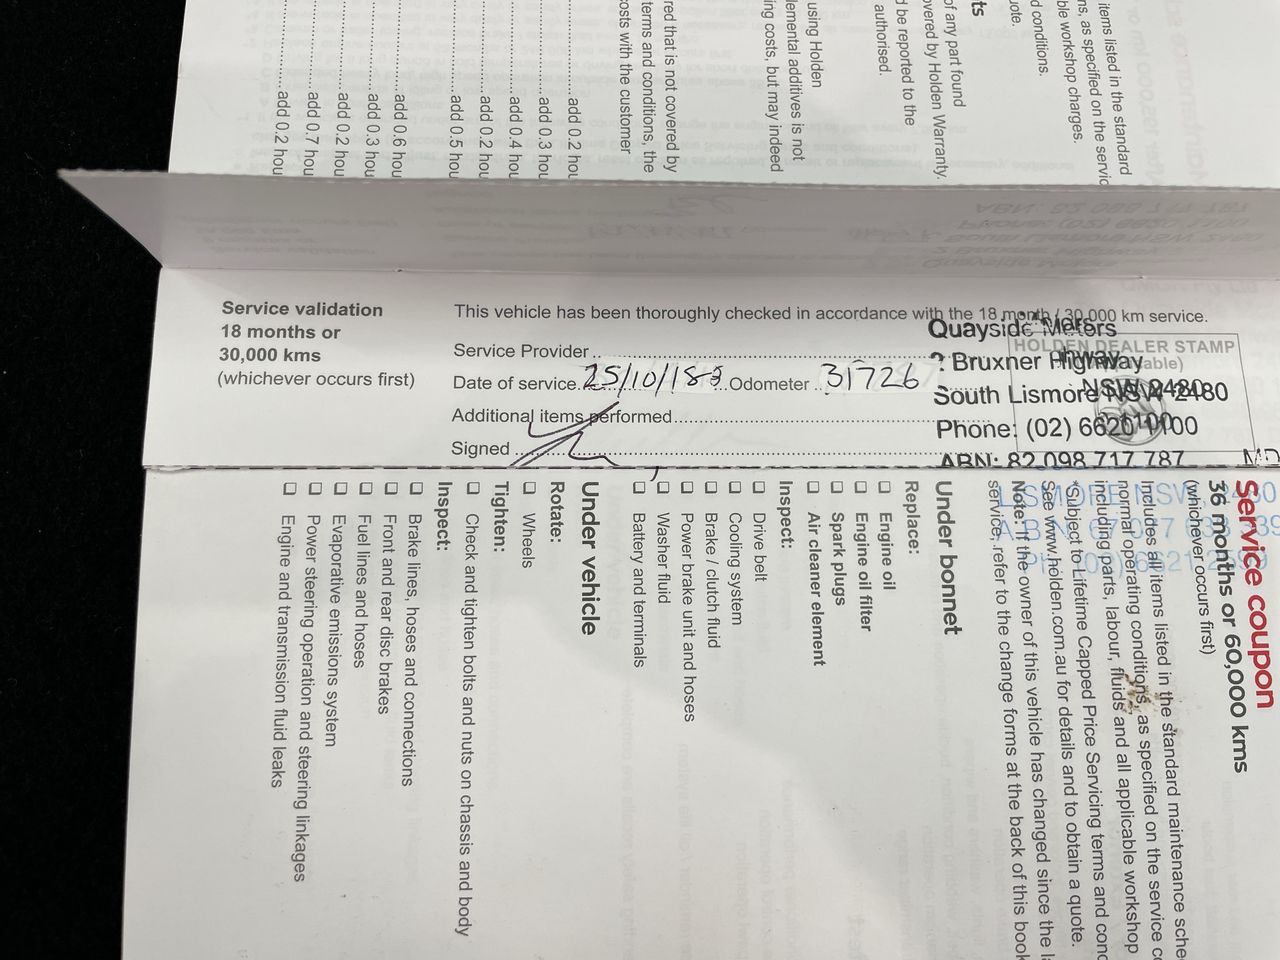 using Holden
lemental additives is not
ing costs, but may indeed
of any part found
overed by Holden Warranty.
d be reported to the
authorised.
items listed in the standard
ns, as specified on the servic
ble workshop charges.
d conditions.
uote.
ts
red that is not covered by
terms and conditions, the
osts with the customer
add 0.2 hou
add 0.3 hou
add 0.4 hou
add 0.2 hou
add 0.5 hou
add 0.6 hou
add 0.3 hou
add 0.2 hou
add 0.7 hou
add 0.2 hou
Service validation
18 months or
30,000 kms
(whichever occurs first)
This vehicle has been thoroughly checked in accordance with the 18 month / 30,000 km service.
Service Provider
Date of service 25/10/18 Odometer 31726
Additional items performed
Signed
HOLDEN DEALER STAMP
Quayside Motors
Bruxner Highway
South Lismore NSW 2480
Phone: (02)
ABN: 82 098 717 787
Service coupon
36 months or 60,000 kms
(whichever occurs first)
Includes all items listed in the standard maintenance sche
normal operating conditions, as specified on the service c
including parts, labour, fluids and all applicable workshop
*Subject to Lifetime Capped Price Servicing terms and cond
See www.holden.com.au for details and to obtain a quote.
Note: If the owner of this vehicle has changed since the la
service, refer to the change forms at the back of this book
LISMORE NSW 2480
Under bonnet
Replace:
Engine oil
Engine oil filter
Spark plugs
Air cleaner element
Inspect:
Drive belt
Cooling system
Brake / clutch fluid
Power brake unit and hoses
Washer fluid
Battery and terminals
Under vehicle
Rotate:
Wheels
Tighten:
Check and tighten bolts and nuts on chassis and body
Inspect:
Brake lines, hoses and connections
Front and rear disc brakes
Fuel lines and hoses
Evaporative emissions system
Power steering operation and steering linkages
Engine and transmission fluid leaks